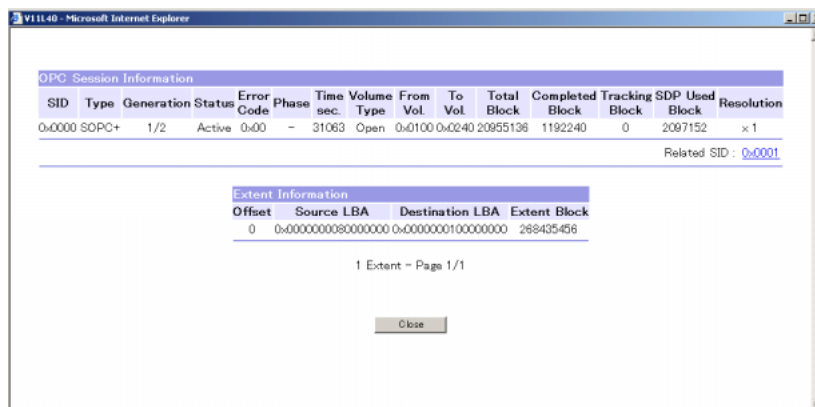 V11L40 - Microsoft Internet Explorer
OPC Session Information
SID Type Generation Status Error Code Phase Time sec. Volume Type From Vol. To Vol. Total Block Completed Block Tracking Block SDP Used Block Resolution
0x0000 SOPC+ 1/2 Active 0x00 - 31063 Open 0x0100 0x0240 20955136 1192240 0 2097152 ×1
Related SID : 0x0001
Extent Information
Offset Source LBA Destination LBA Extent Block
0 0x0000000080000000 0x0000000100000000 268435456
1 Extent - Page 1/1
Close